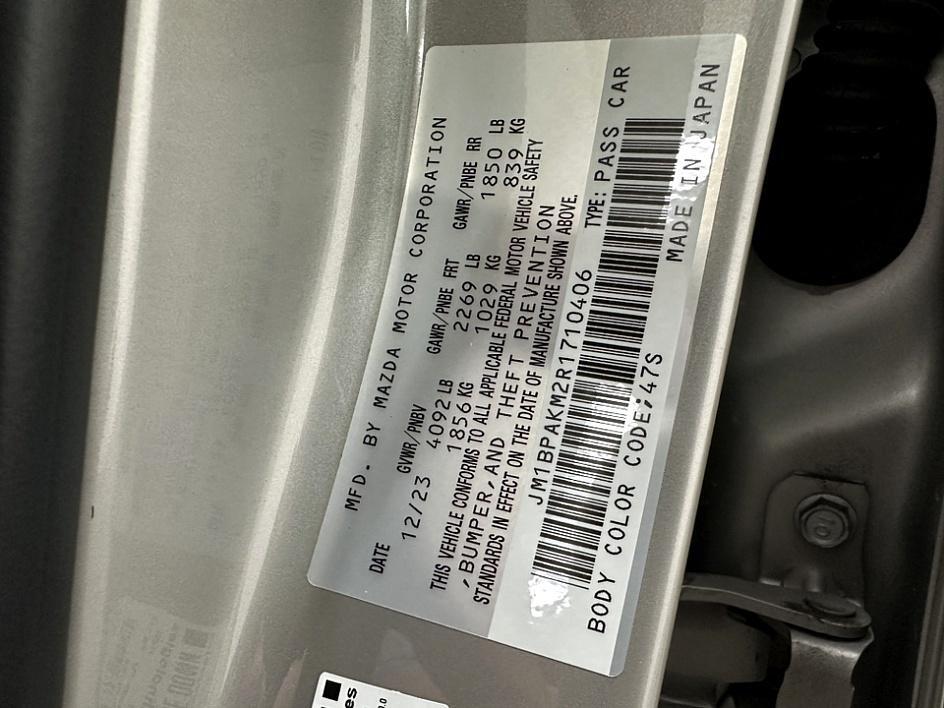 MFD. BY MAZDA MOTOR CORPORATION
DATE GVWR/PNBV GAWR/PNBE FRT GAWR/PNBE RR
12/23 4092 LB 2269 LB 1850 LB
1856 KG 1029 KG 839 KG
THIS VEHICLE CONFORMS TO ALL APPLICABLE FEDERAL MOTOR VEHICLE SAFETY
,BUMPER,AND THEFT PREVENTION
STANDARDS IN EFFECT ON THE DATE OF MANUFACTURE SHOWN ABOVE.
JM1BPAKM2R1710406 TYPE: PASS CAR
BODY COLOR CODE:47S MADE IN JAPAN
es
0.0